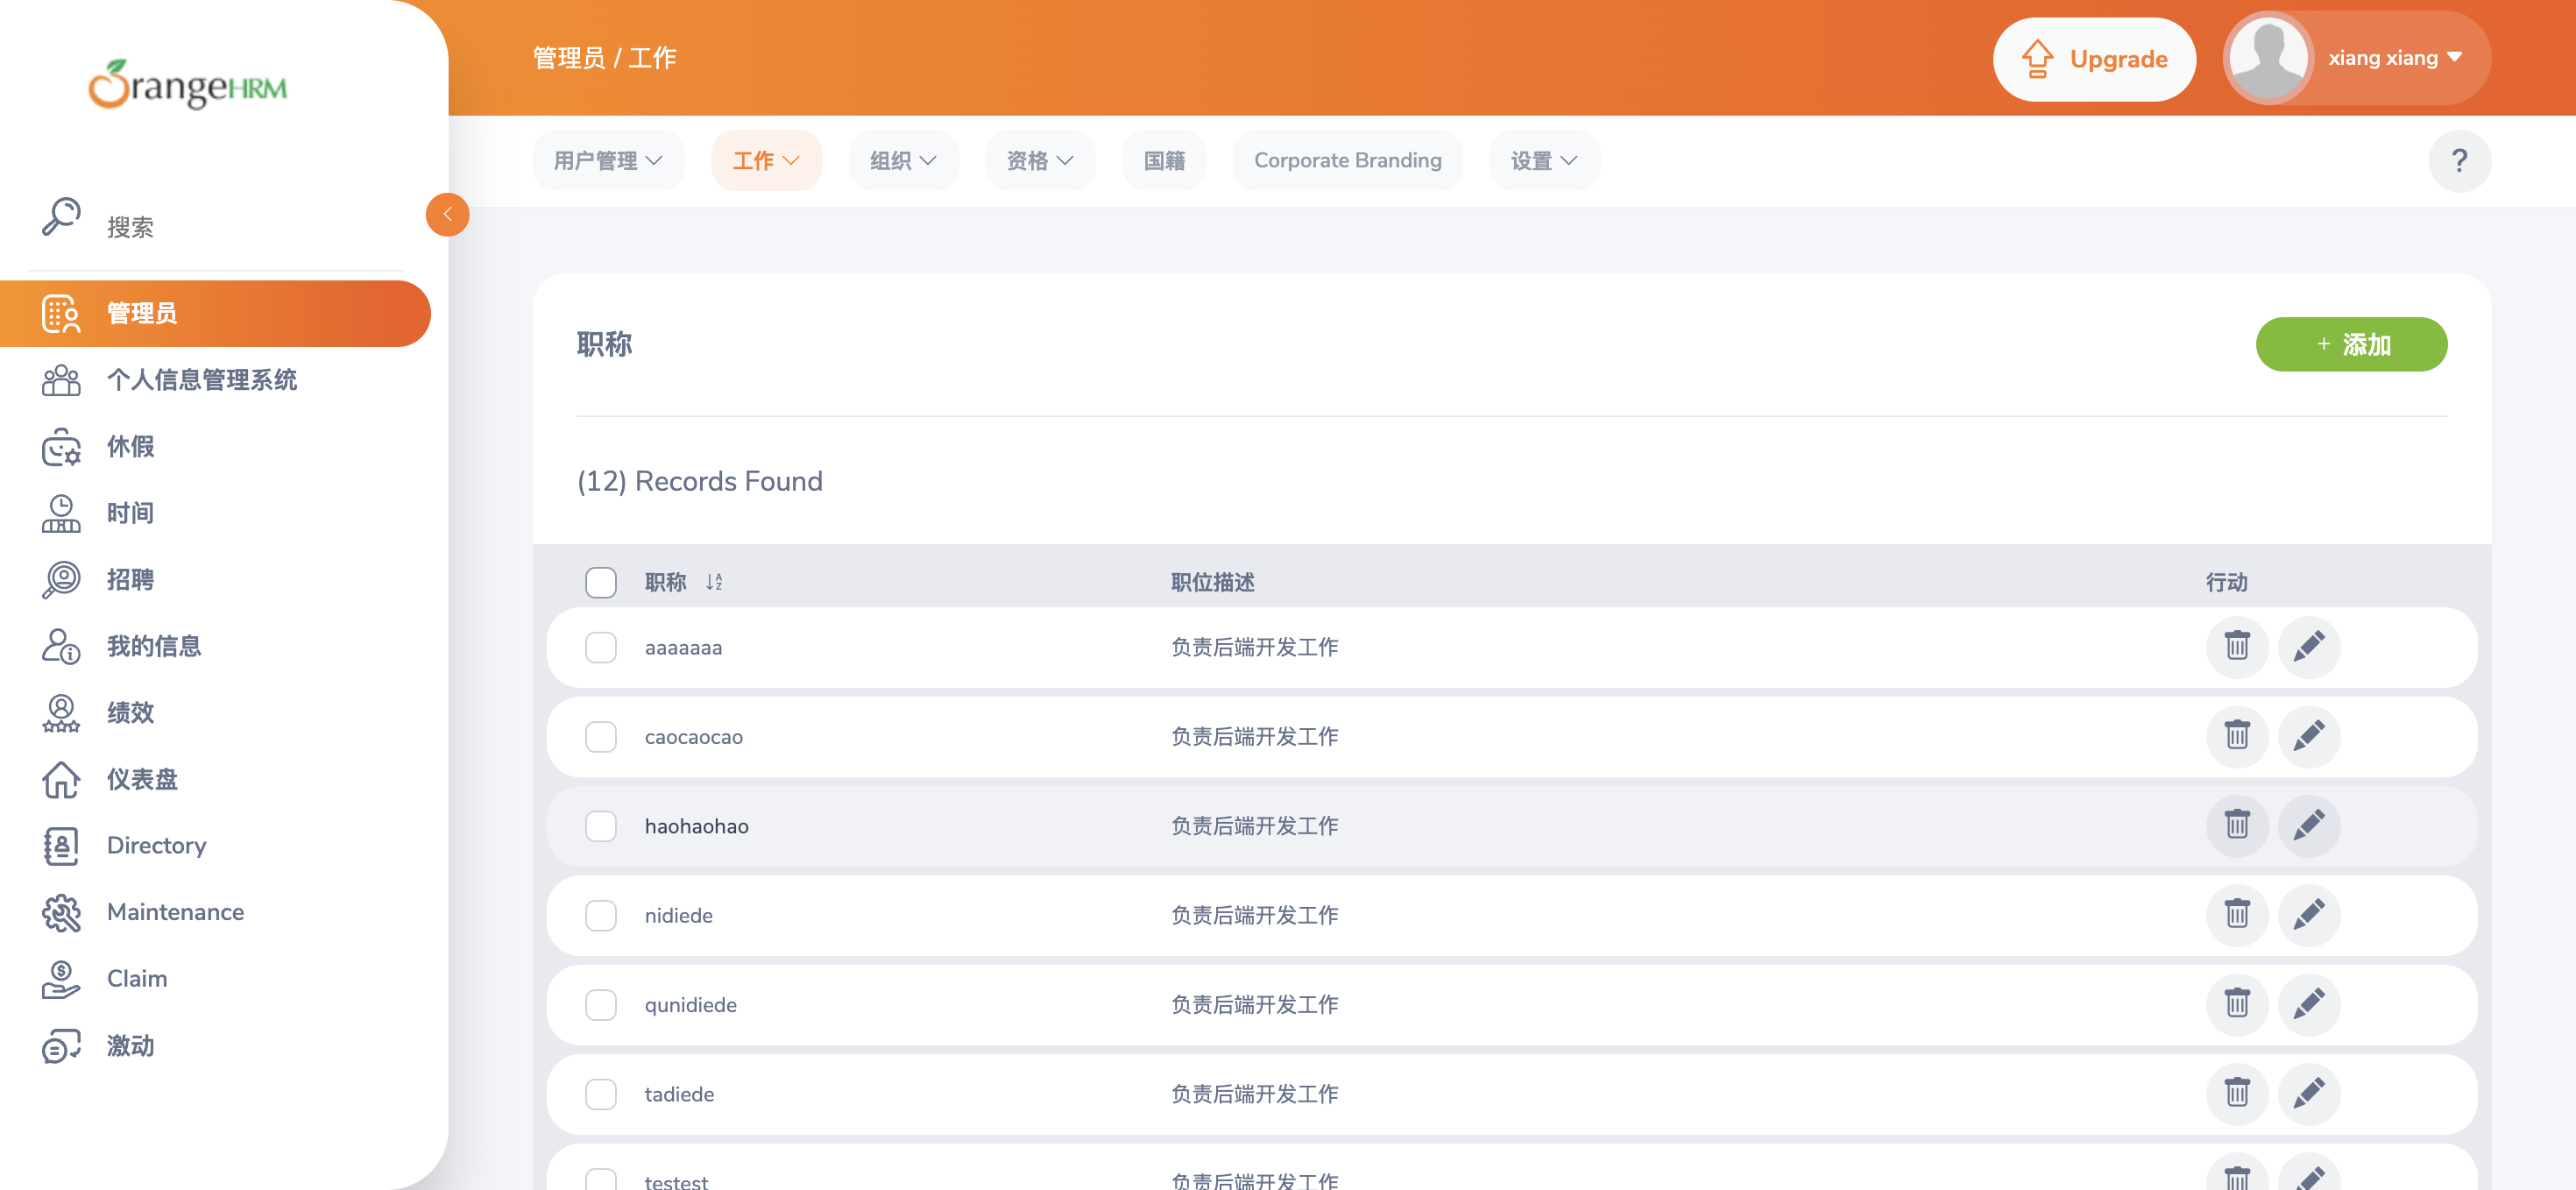 OrangeHRM
管理员 / 工作
Upgrade
xiang xiang
搜索
管理员
个人信息管理系统
休假
时间
招聘
我的信息
绩效
仪表盘
Directory
Maintenance
Claim
激动
用户管理
工作
组织
资格
国籍
Corporate Branding
设置
?
职称
+ 添加
(12) Records Found
职称 职位描述 行动
aaaaaaa 负责后端开发工作
caocaocao 负责后端开发工作
haohaohao 负责后端开发工作
nidiede 负责后端开发工作
qunidiede 负责后端开发工作
tadiede 负责后端开发工作
testest 负责后端开发工作